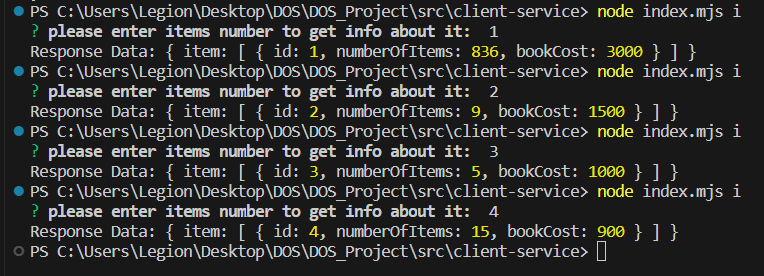 PS C:\Users\Legion\Desktop\DOS\DOS_Project\src\client-service> node index.mjs i
? please enter items number to get info about it:  1
Response Data: { item: [ { id: 1, numberOfItems: 836, bookCost: 3000 } ] }
PS C:\Users\Legion\Desktop\DOS\DOS_Project\src\client-service> node index.mjs i
? please enter items number to get info about it:  2
Response Data: { item: [ { id: 2, numberOfItems: 9, bookCost: 1500 } ] }
PS C:\Users\Legion\Desktop\DOS\DOS_Project\src\client-service> node index.mjs i
? please enter items number to get info about it:  3
Response Data: { item: [ { id: 3, numberOfItems: 5, bookCost: 1000 } ] }
PS C:\Users\Legion\Desktop\DOS\DOS_Project\src\client-service> node index.mjs i
? please enter items number to get info about it:  4
Response Data: { item: [ { id: 4, numberOfItems: 15, bookCost: 900 } ] }
PS C:\Users\Legion\Desktop\DOS\DOS_Project\src\client-service>